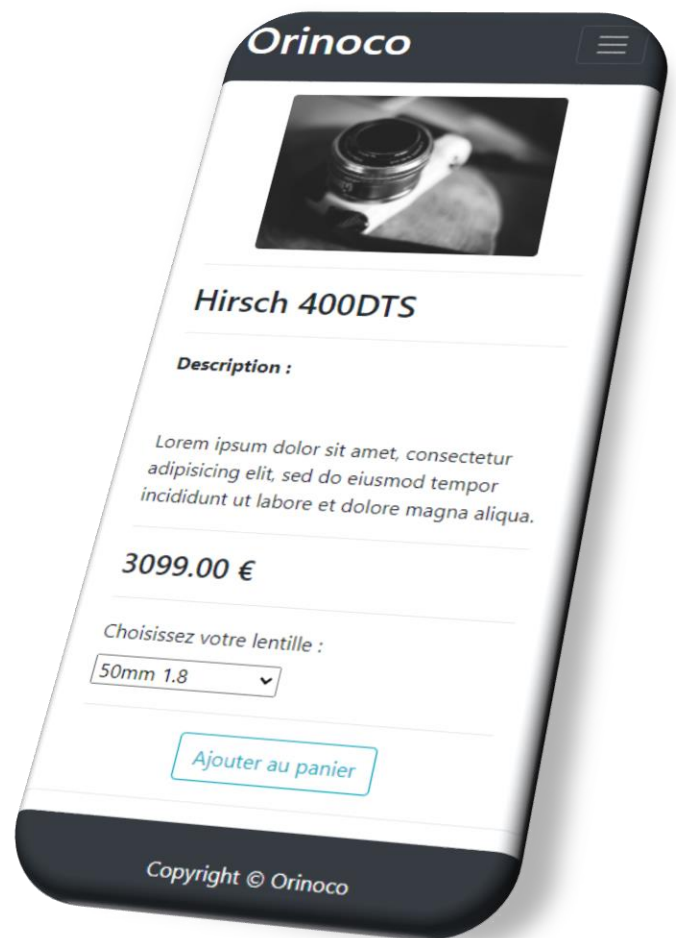 Orinoco
Hirsch 400DTS
Description :
Lorem ipsum dolor sit amet, consectetur
adipisicing elit, sed do eiusmod tempor
incididunt ut labore et dolore magna aliqua.
3099.00 €
Choisissez votre lentille :
50mm 1.8
Ajouter au panier
Copyright © Orinoco